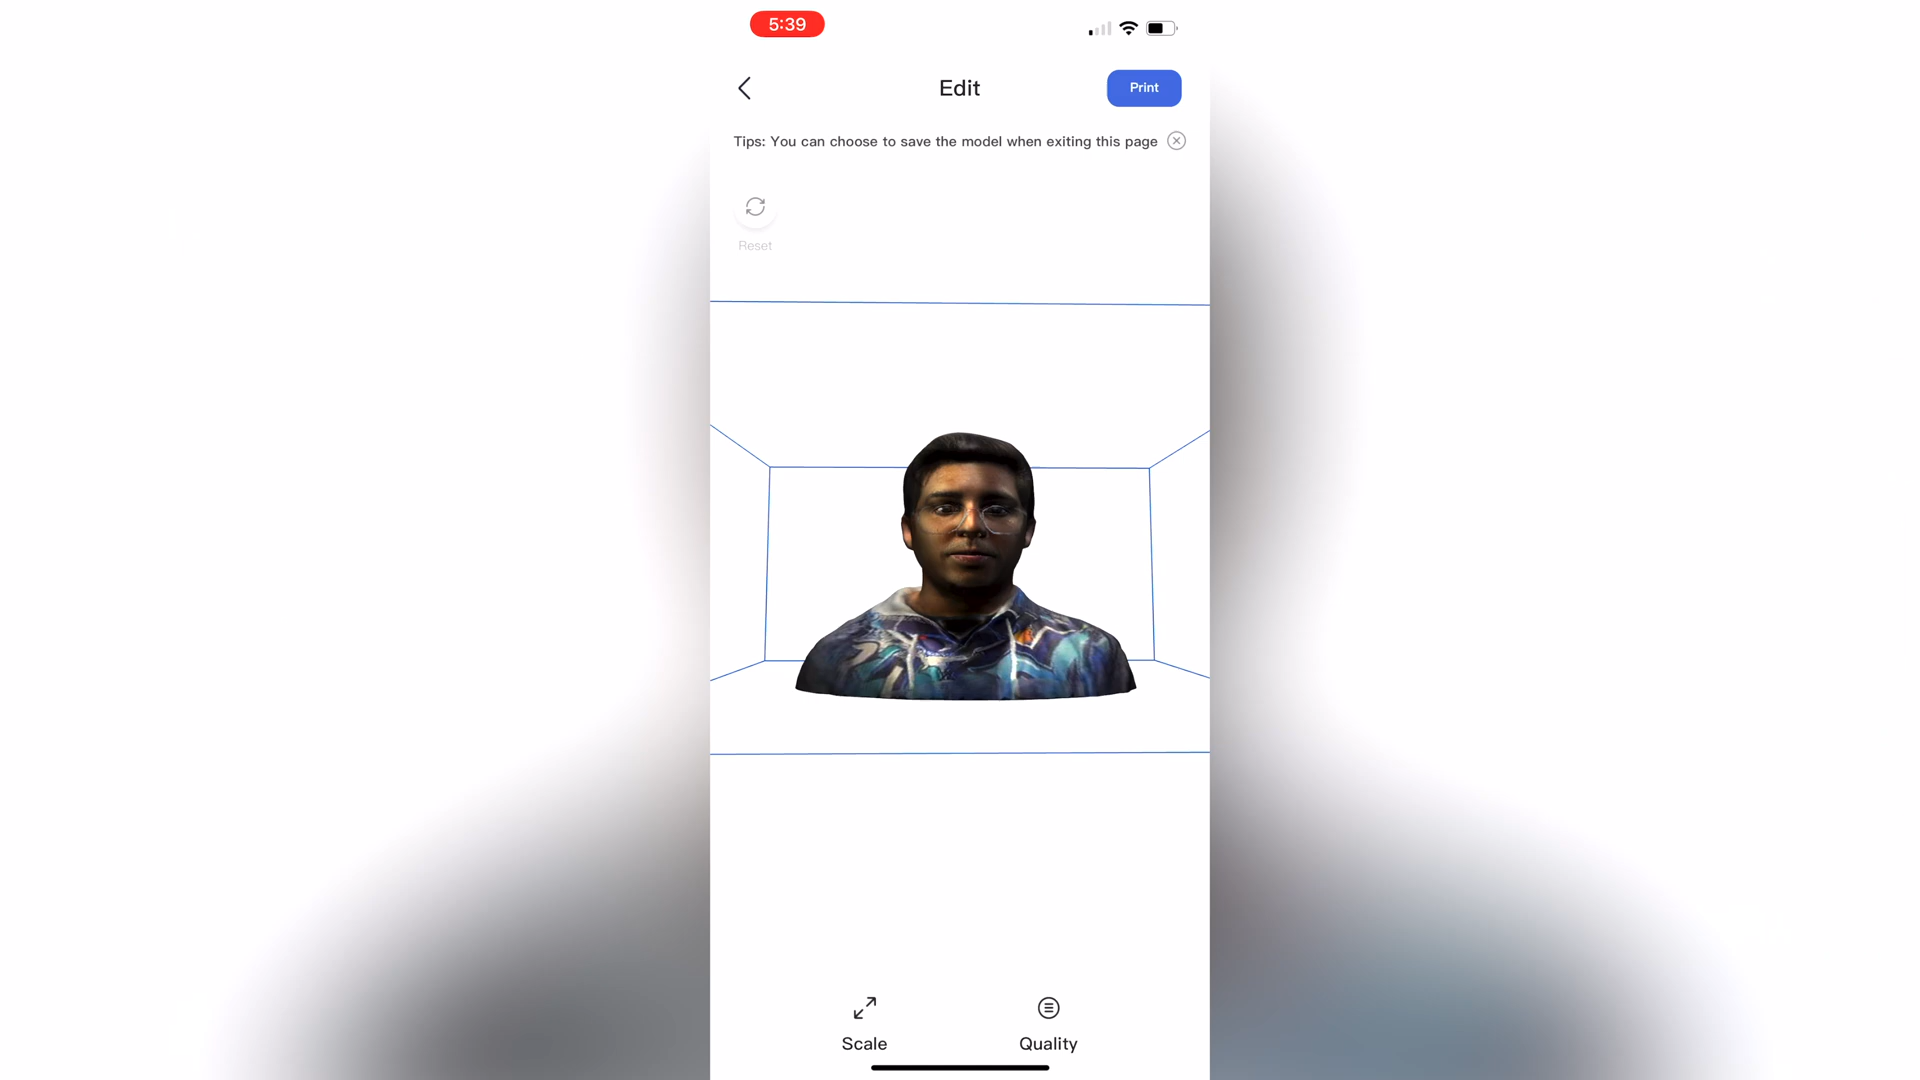 5:39
Edit
Print
Tips: You can choose to save the model when exiting this page
Reset
Scale
Quality